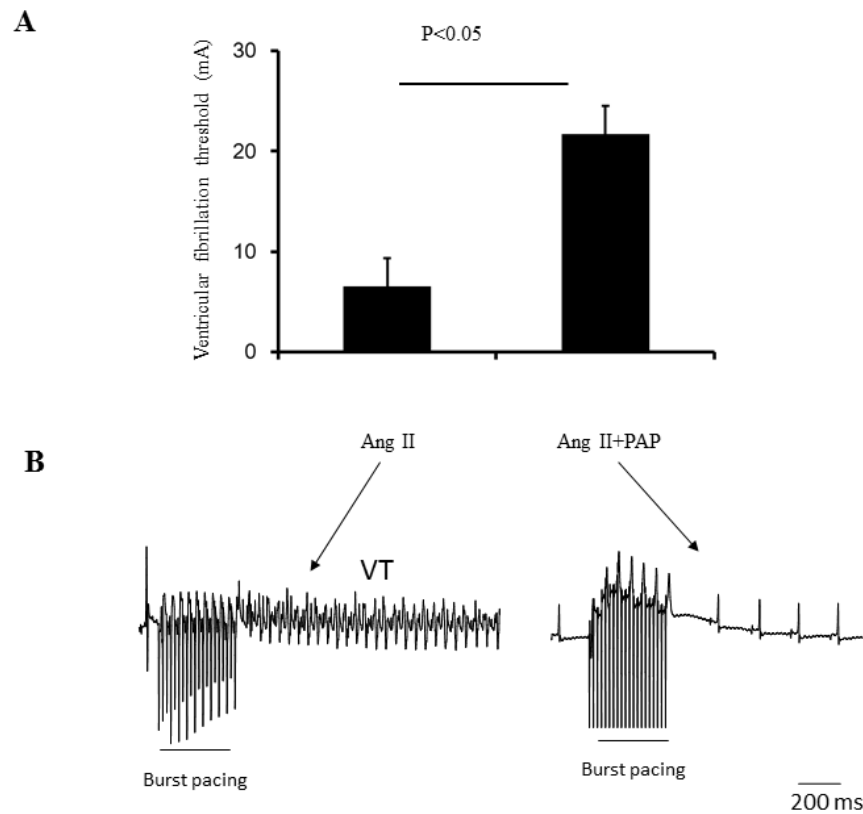 A
P<0.05
Ventricular fibrillation threshold (mA)
30
20
10
0
Ang II
Ang II+PAP
B
VT
Burst pacing
Burst pacing
200 ms